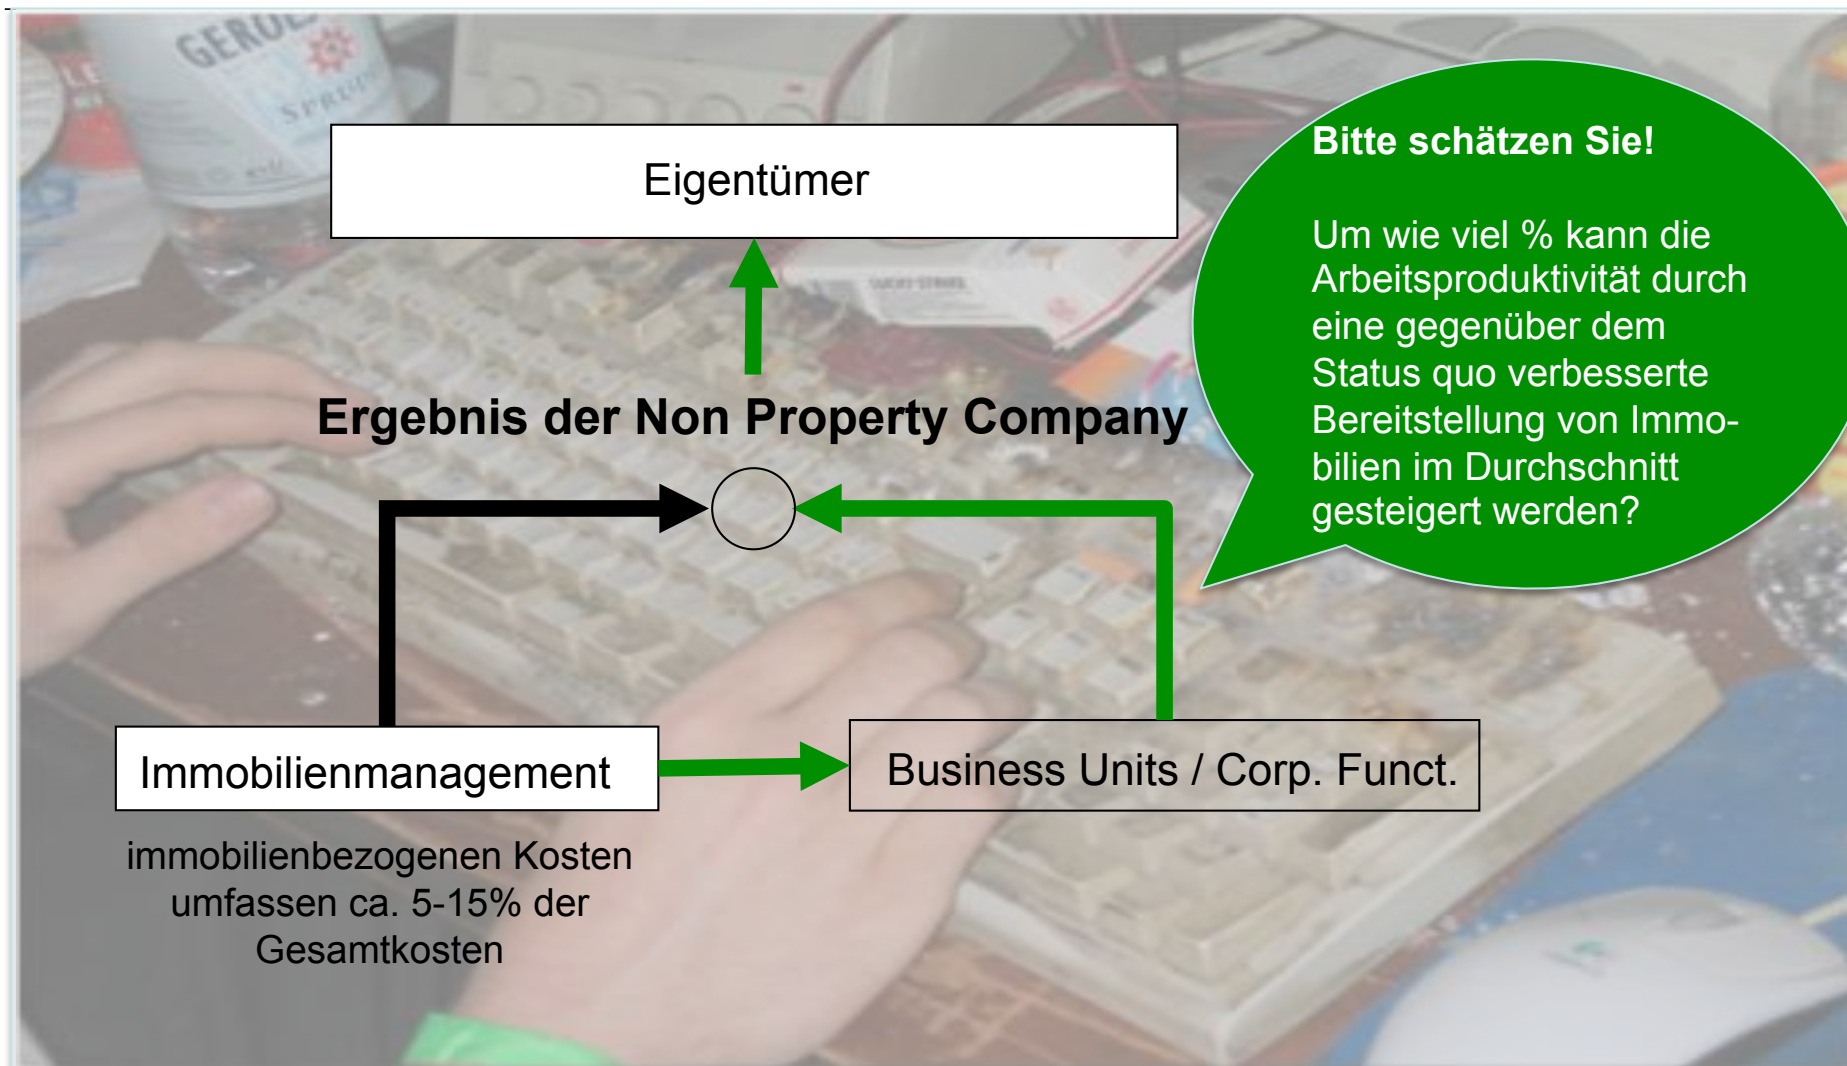 Eigentümer
Bitte schätzen Sie!
Um wie viel % kann die
Arbeitsproduktivität durch
eine gegenüber dem
Status quo verbesserte
Bereitstellung von Immo-
bilien im Durchschnitt
gesteigert werden?
Ergebnis der Non Property Company
Immobilienmanagement
Business Units / Corp. Funct.
immobilienbezogenen Kosten
umfassen ca. 5-15% der
Gesamtkosten